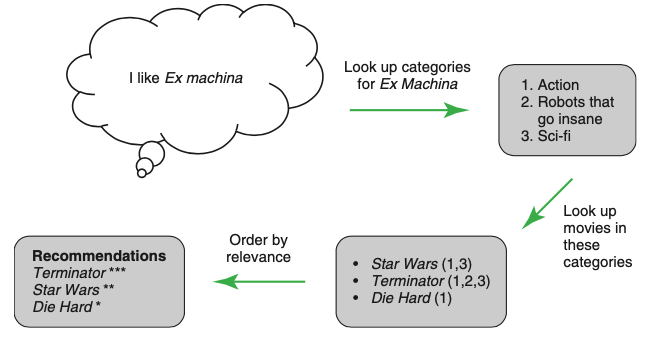 I like Ex machina
Look up categories
for Ex Machina
1. Action
2. Robots that
go insane
3. Sci-fi
Look up
movies in
these
categories
• Star Wars (1,3)
• Terminator (1,2,3)
• Die Hard (1)
Order by
relevance
Recommendations
Terminator ***
Star Wars **
Die Hard *